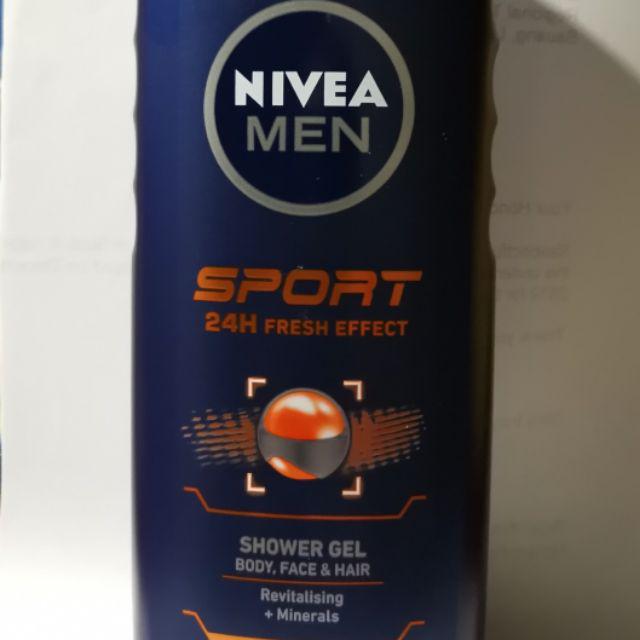 NIVEA
MEN
SPORT
24H FRESH EFFECT
SHOWER GEL
BODY, FACE & HAIR
Revitalising
+ Minerals